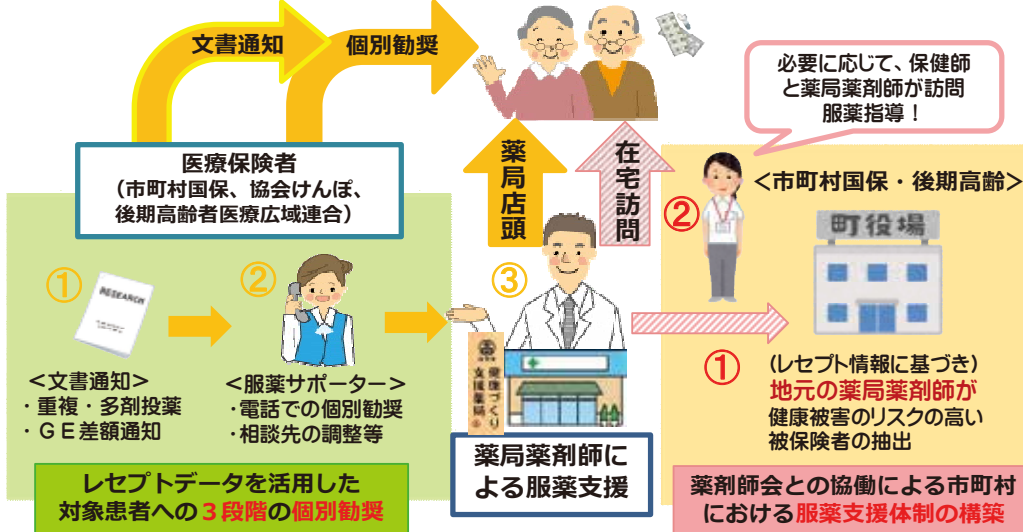 文書通知
個別勧奨
必要に応じて、保健師
と薬局薬剤師が訪問
服薬指導！
医療保険者
（市町村国保、協会けんぽ、
後期高齢者医療広域連合）
薬局店頭
在宅訪問
②
＜市町村国保・後期高齢＞
町役場
①
RESEARCH
②
③
＜文書通知＞
・重複・多剤投薬
・ＧＥ差額通知
＜服薬サポーター＞
・電話での個別勧奨
・相談先の調整等
健康づくり
支援薬局
①
(レセプト情報に基づき)
地元の薬局薬剤師が
健康被害のリスクの高い
被保険者の抽出
レセプトデータを活用した
対象患者への３段階の個別勧奨
薬局薬剤師に
よる服薬支援
薬剤師会との協働による市町村
における服薬支援体制の構築